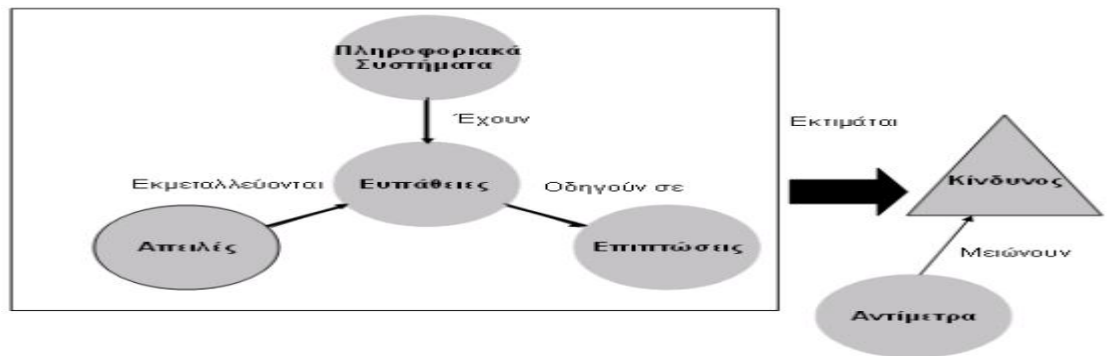 Πληροφοριακά
Συστήματα
Έχουν
Εκτιμάται
Εκμεταλλεύονται
Ευπάθειες
Οδηγούν σε
Κίνδυνος
Απειλές
Επιπτώσεις
Μειώνουν
Αντίμετρα